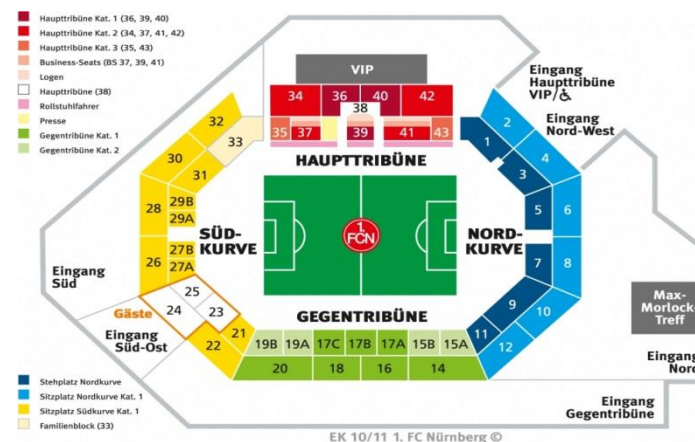 Haupttribüne Kat. 1 (36, 39, 40)
Haupttribüne Kat. 2 (34, 37, 41, 42)
Haupttribüne Kat. 3 (35, 43)
Business-Seats (BS 37, 39, 41)
Logen
Haupttribüne (38)
Rollstuhlfahrer
Presse
Gegentribüne Kat. 1
Gegentribüne Kat. 2
VIP
Eingang
Haupttribüne
VIP/
Eingang
Nord-West
34
36
40
42
38
35
37
39
41
43
HAUPTTRIBÜNE
32
33
30
31
28
29B
29A
27B
27A
26
SÜD-
KURVE
1.
FCN
NORD-
KURVE
2
1
4
3
5
6
7
8
9
10
11
12
Eingang
Süd
Gäste
25
24
23
Eingang
Süd-Ost
21
22
GEGENTRIBÜNE
19B
19A
17C
17B
17A
15B
15A
20
18
16
14
Max-
Morlock-
Treff
Eingang
Nord
Eingang
Gegentribüne
Stehplatz Nordkurve
Sitzplatz Nordkurve Kat. 1
Sitzplatz Südkurve Kat. 1
Familienblock (33)
EK 10/11 1. FC Nürnberg ©